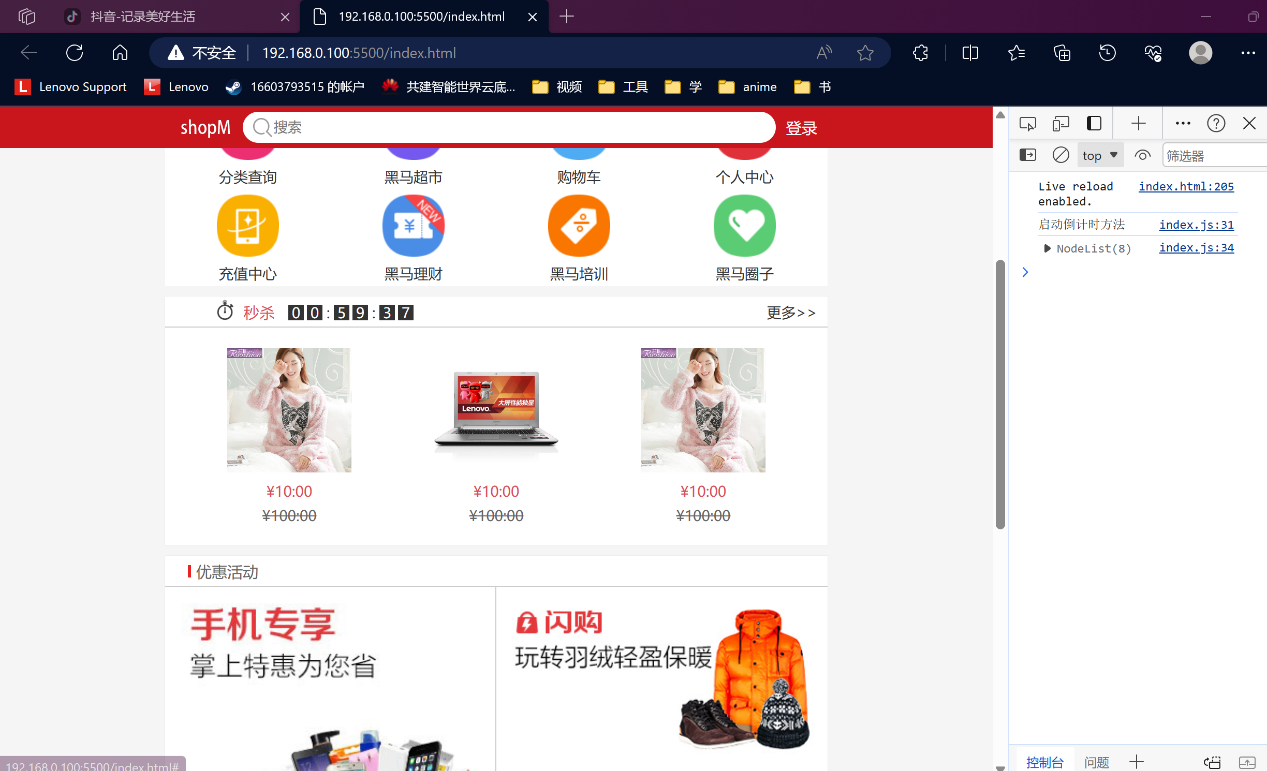 抖音-记录美好生活
192.168.0.100:5500/index.html
不安全
192.168.0.100:5500/index.html
Lenovo Support
Lenovo
16603793515 的帐户
共建智能世界云底...
视频
工具
学
anime
书
shopM
搜索
登录
top
筛选器
Live reload enabled.
index.html:205
启动倒计时方法
index.js:31
NodeList(8)
index.js:34
分类查询
黑马超市
购物车
个人中心
NEW
充值中心
黑马理财
黑马培训
黑马圈子
秒杀
00:59:37
更多>>
Lenovo
¥10:00
¥10:00
¥10:00
¥100:00
¥100:00
¥100:00
优惠活动
手机专享
掌上特惠为您省
闪购
玩转羽绒轻盈保暖
192.168.0.100:5500/index.html#
控制台
问题